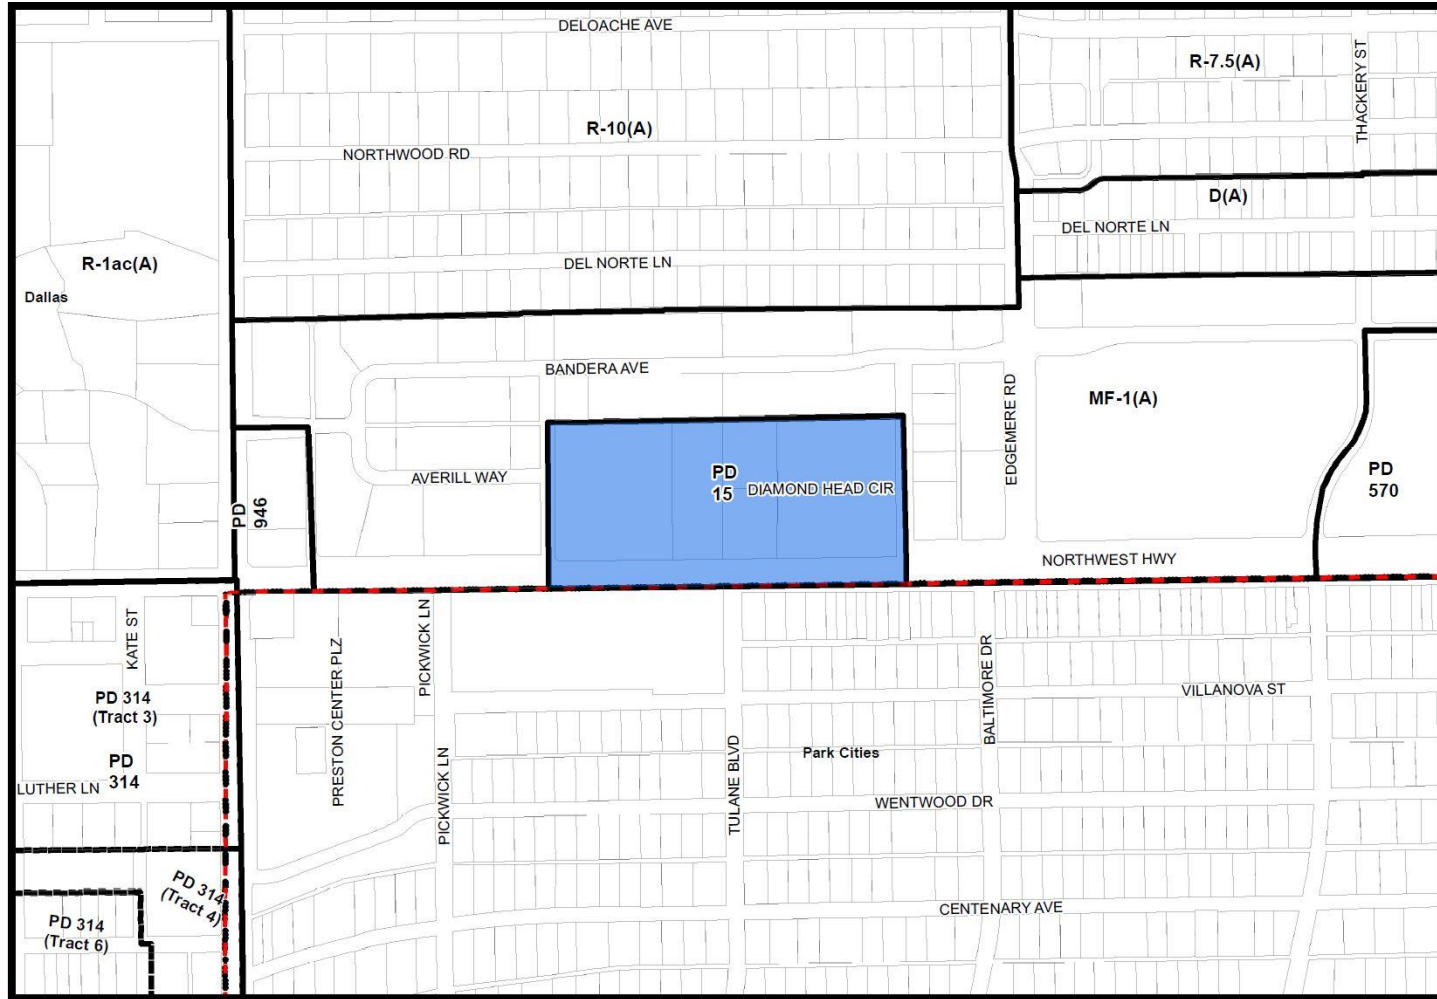 DELOACHE AVE
R-7.5(A)
THACKERY ST
R-10(A)
NORTHWOOD RD
D(A)
DEL NORTE LN
R-1ac(A)
DEL NORTE LN
Dallas
BANDERA AVE
EDGEMERE RD
MF-1(A)
AVERILL WAY
PD
15
DIAMOND HEAD CIR
PD
570
PD
946
NORTHWEST HWY
KATE ST
PICKWICK LN
PRESTON CENTER PLZ
BALTIMORE DR
VILLANOVA ST
PD 314
(Tract 3)
PD
314
LUTHER LN
PICKWICK LN
TULANE BLVD
Park Cities
WENTWOOD DR
PD 314
(Tract 4)
PD 314
(Tract 6)
CENTENARY AVE